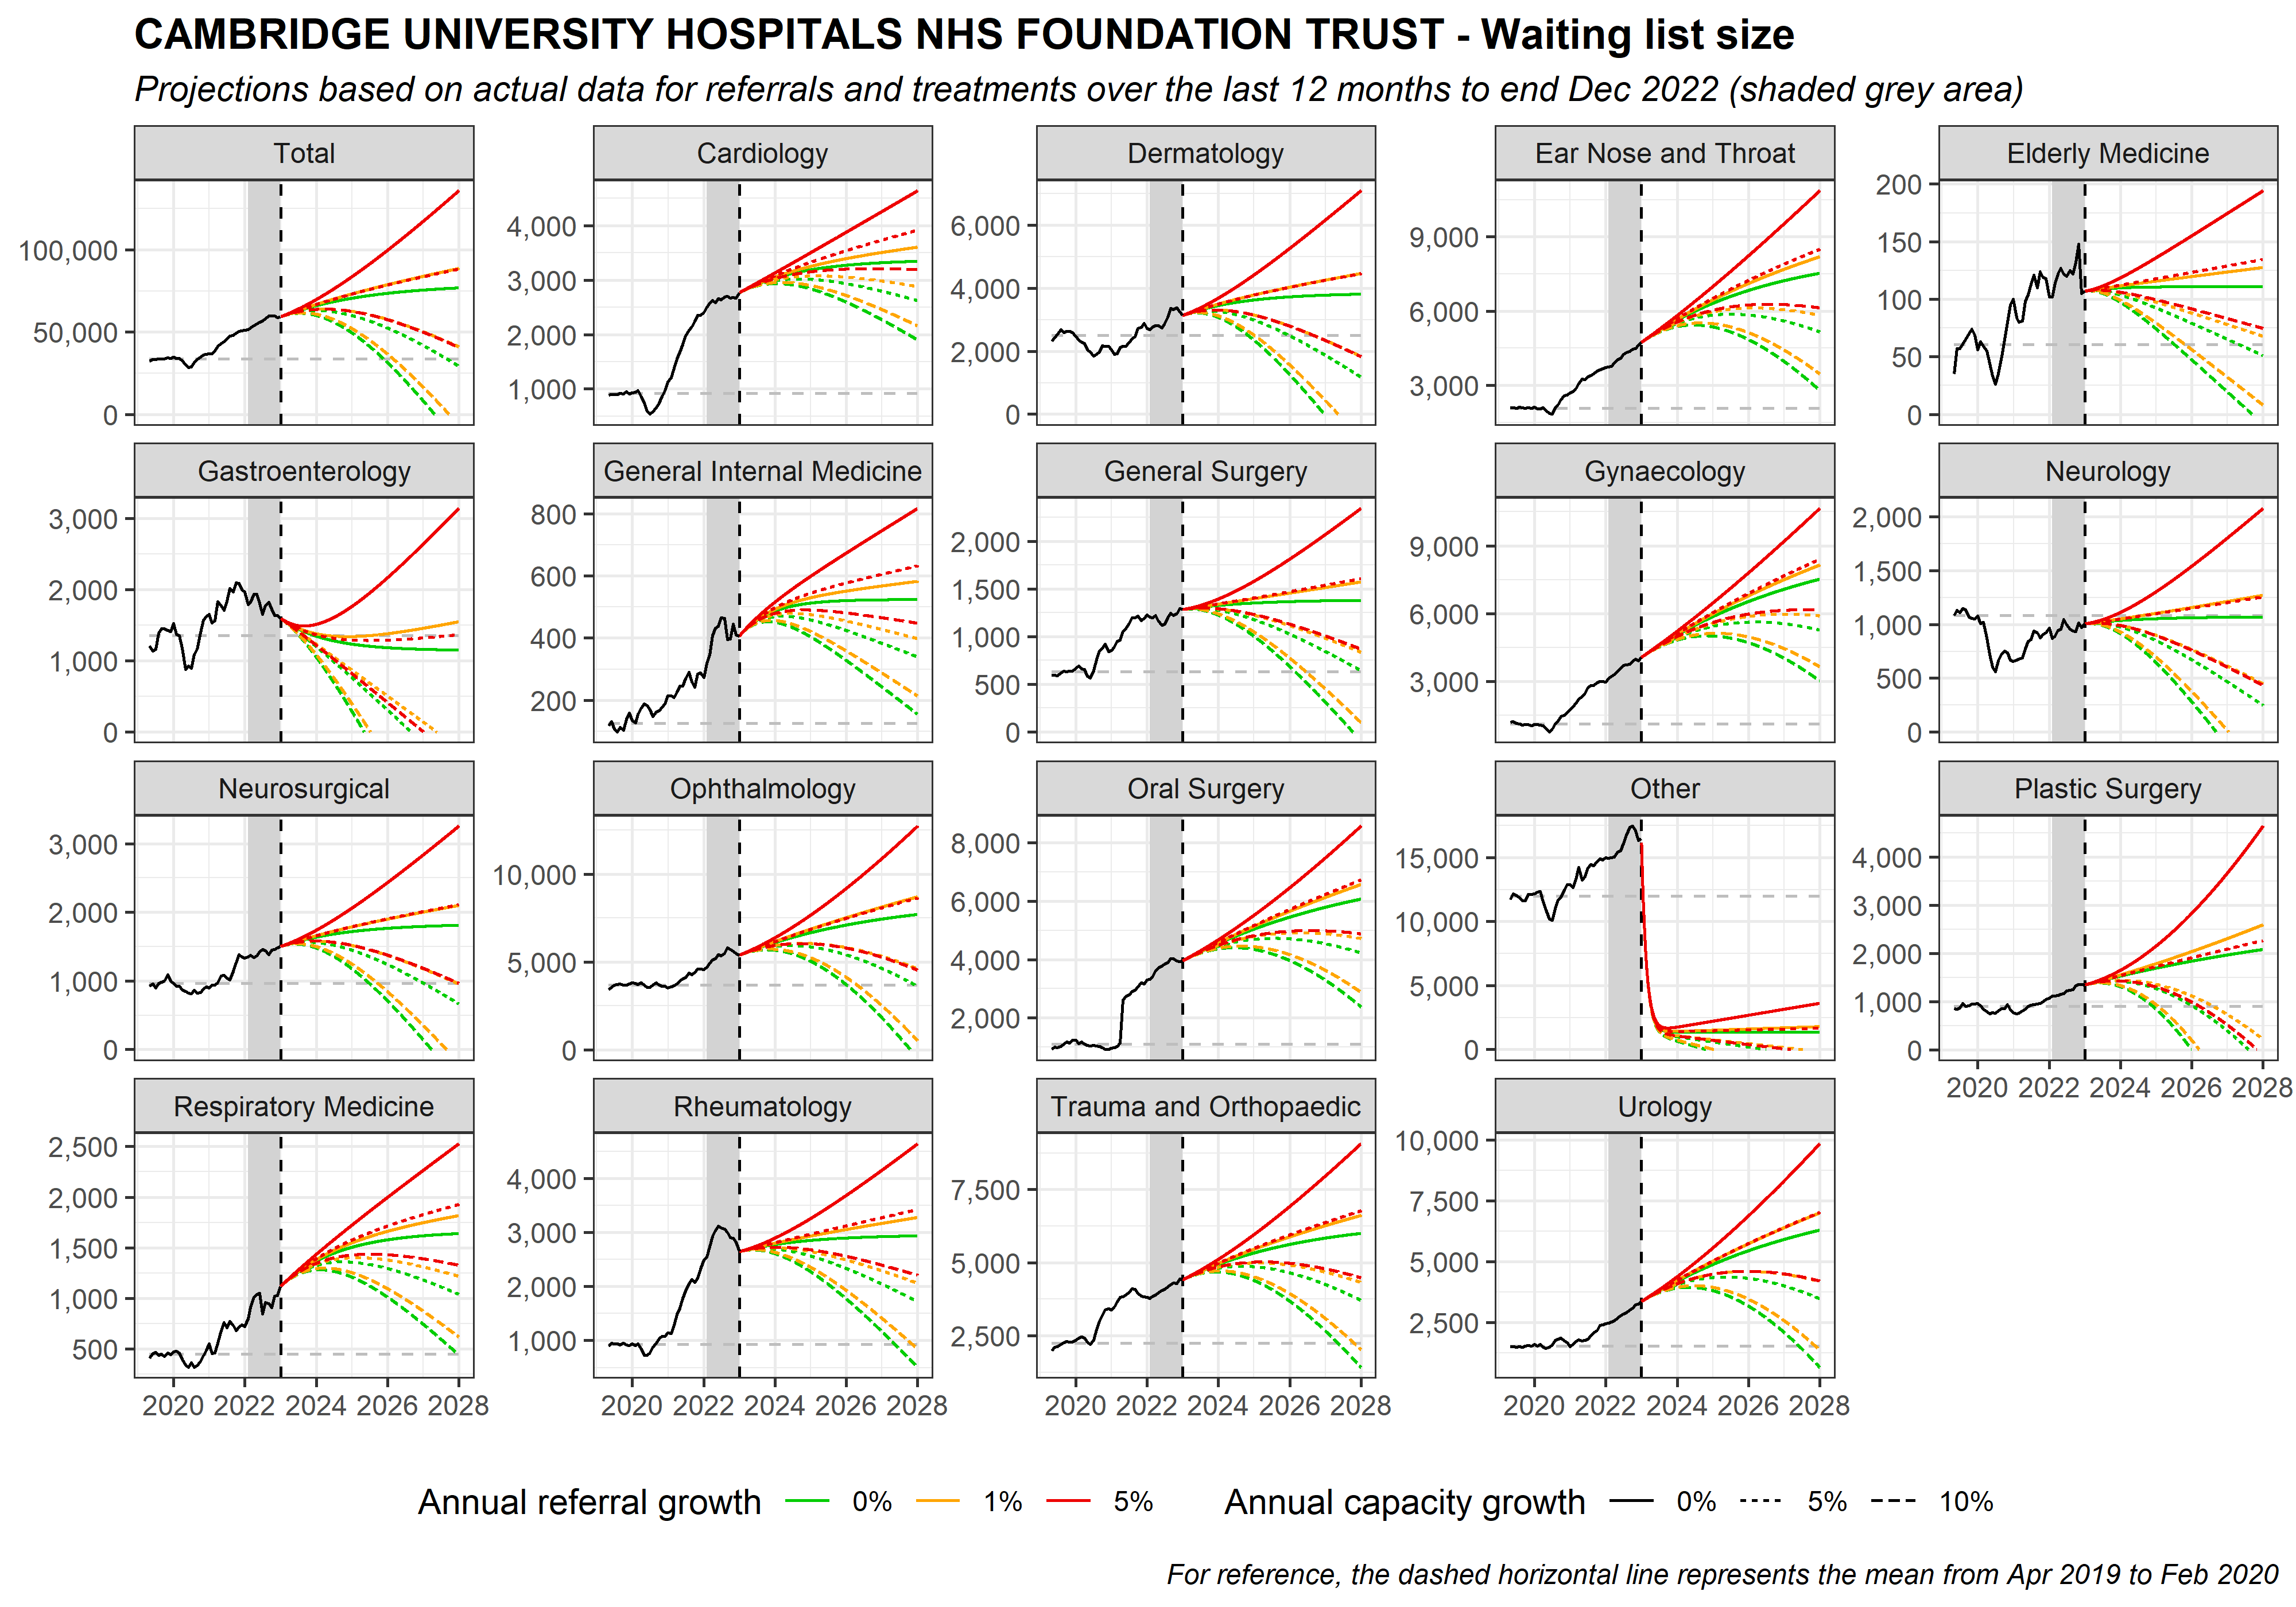 CAMBRIDGE UNIVERSITY HOSPITALS NHS FOUNDATION TRUST - Waiting list size
Projections based on actual data for referrals and treatments over the last 12 months to end Dec 2022 (shaded grey area)
Total
100,000
50,000
0
Cardiology
4,000
3,000
2,000
1,000
Dermatology
6,000
4,000
2,000
0
Ear Nose and Throat
9,000
6,000
3,000
Elderly Medicine
200
150
100
50
0
Gastroenterology
3,000
2,000
1,000
0
General Internal Medicine
800
600
400
200
General Surgery
2,000
1,500
1,000
500
0
Gynaecology
9,000
6,000
3,000
Neurology
2,000
1,500
1,000
500
0
Neurosurgical
3,000
2,000
1,000
0
Ophthalmology
10,000
5,000
0
Oral Surgery
8,000
6,000
4,000
2,000
Other
15,000
10,000
5,000
0
Plastic Surgery
4,000
3,000
2,000
1,000
0
2020 2022 2024 2026 2028
Respiratory Medicine
2,500
2,000
1,500
1,000
500
2020 2022 2024 2026 2028
Rheumatology
4,000
3,000
2,000
1,000
2020 2022 2024 2026 2028
Trauma and Orthopaedic
7,500
5,000
2,500
2020 2022 2024 2026 2028
Urology
10,000
7,500
5,000
2,500
2020 2022 2024 2026 2028
Annual referral growth 0% 1% 5% Annual capacity growth 0% 5% 10%
For reference, the dashed horizontal line represents the mean from Apr 2019 to Feb 2020